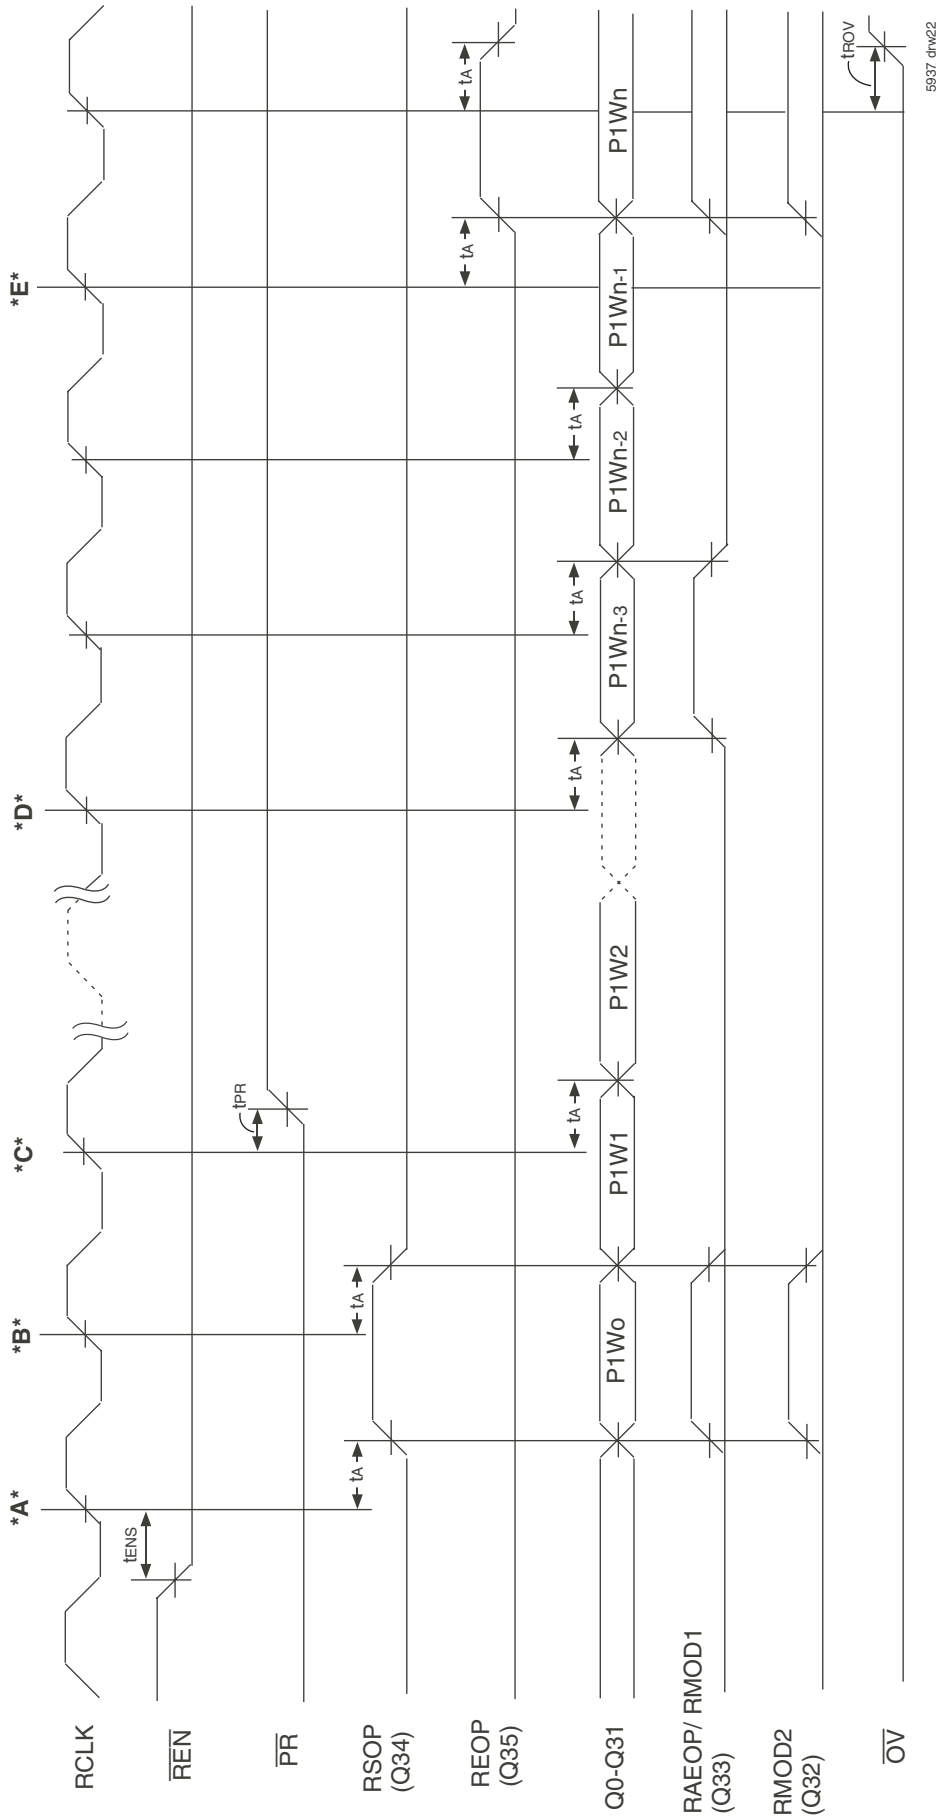 *A*
*B*
*C*
*D*
*E*
RCLK
REN
tENS
PR
tPR
RSOP
(Q34)
tA
tA
REOP
(Q35)
tA
tA
tA
tA
tA
tA
Q0-Q31
P1Wo
P1W1
P1W2
P1Wn-3
P1Wn-2
P1Wn-1
P1Wn
RAEOP/ RMOD1
(Q33)
RMOD2
(Q32)
OV
tROV
5937 drw22